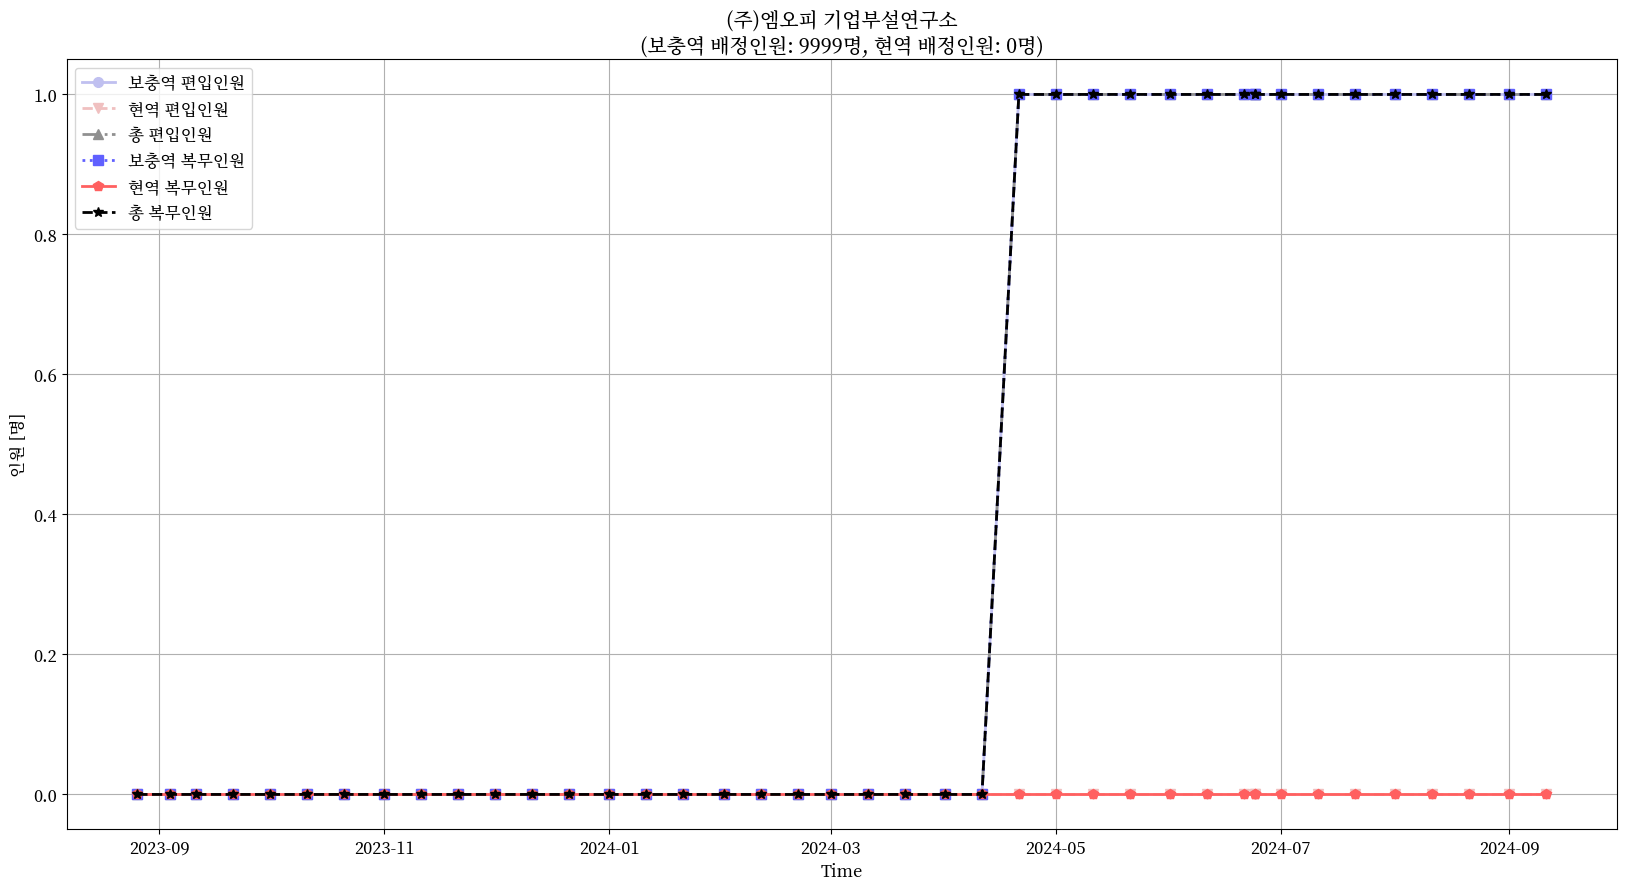 (주)엠오피 기업부설연구소
(보충역 배정인원: 9999명, 현역 배정인원: 0명)
보충역 편입인원
현역 편입인원
총 편입인원
보충역 복무인원
현역 복무인원
총 복무인원
1.0
0.8
0.6
0.4
0.2
0.0
인원 [명]
2023-09
2023-11
2024-01
2024-03
2024-05
2024-07
2024-09
Time